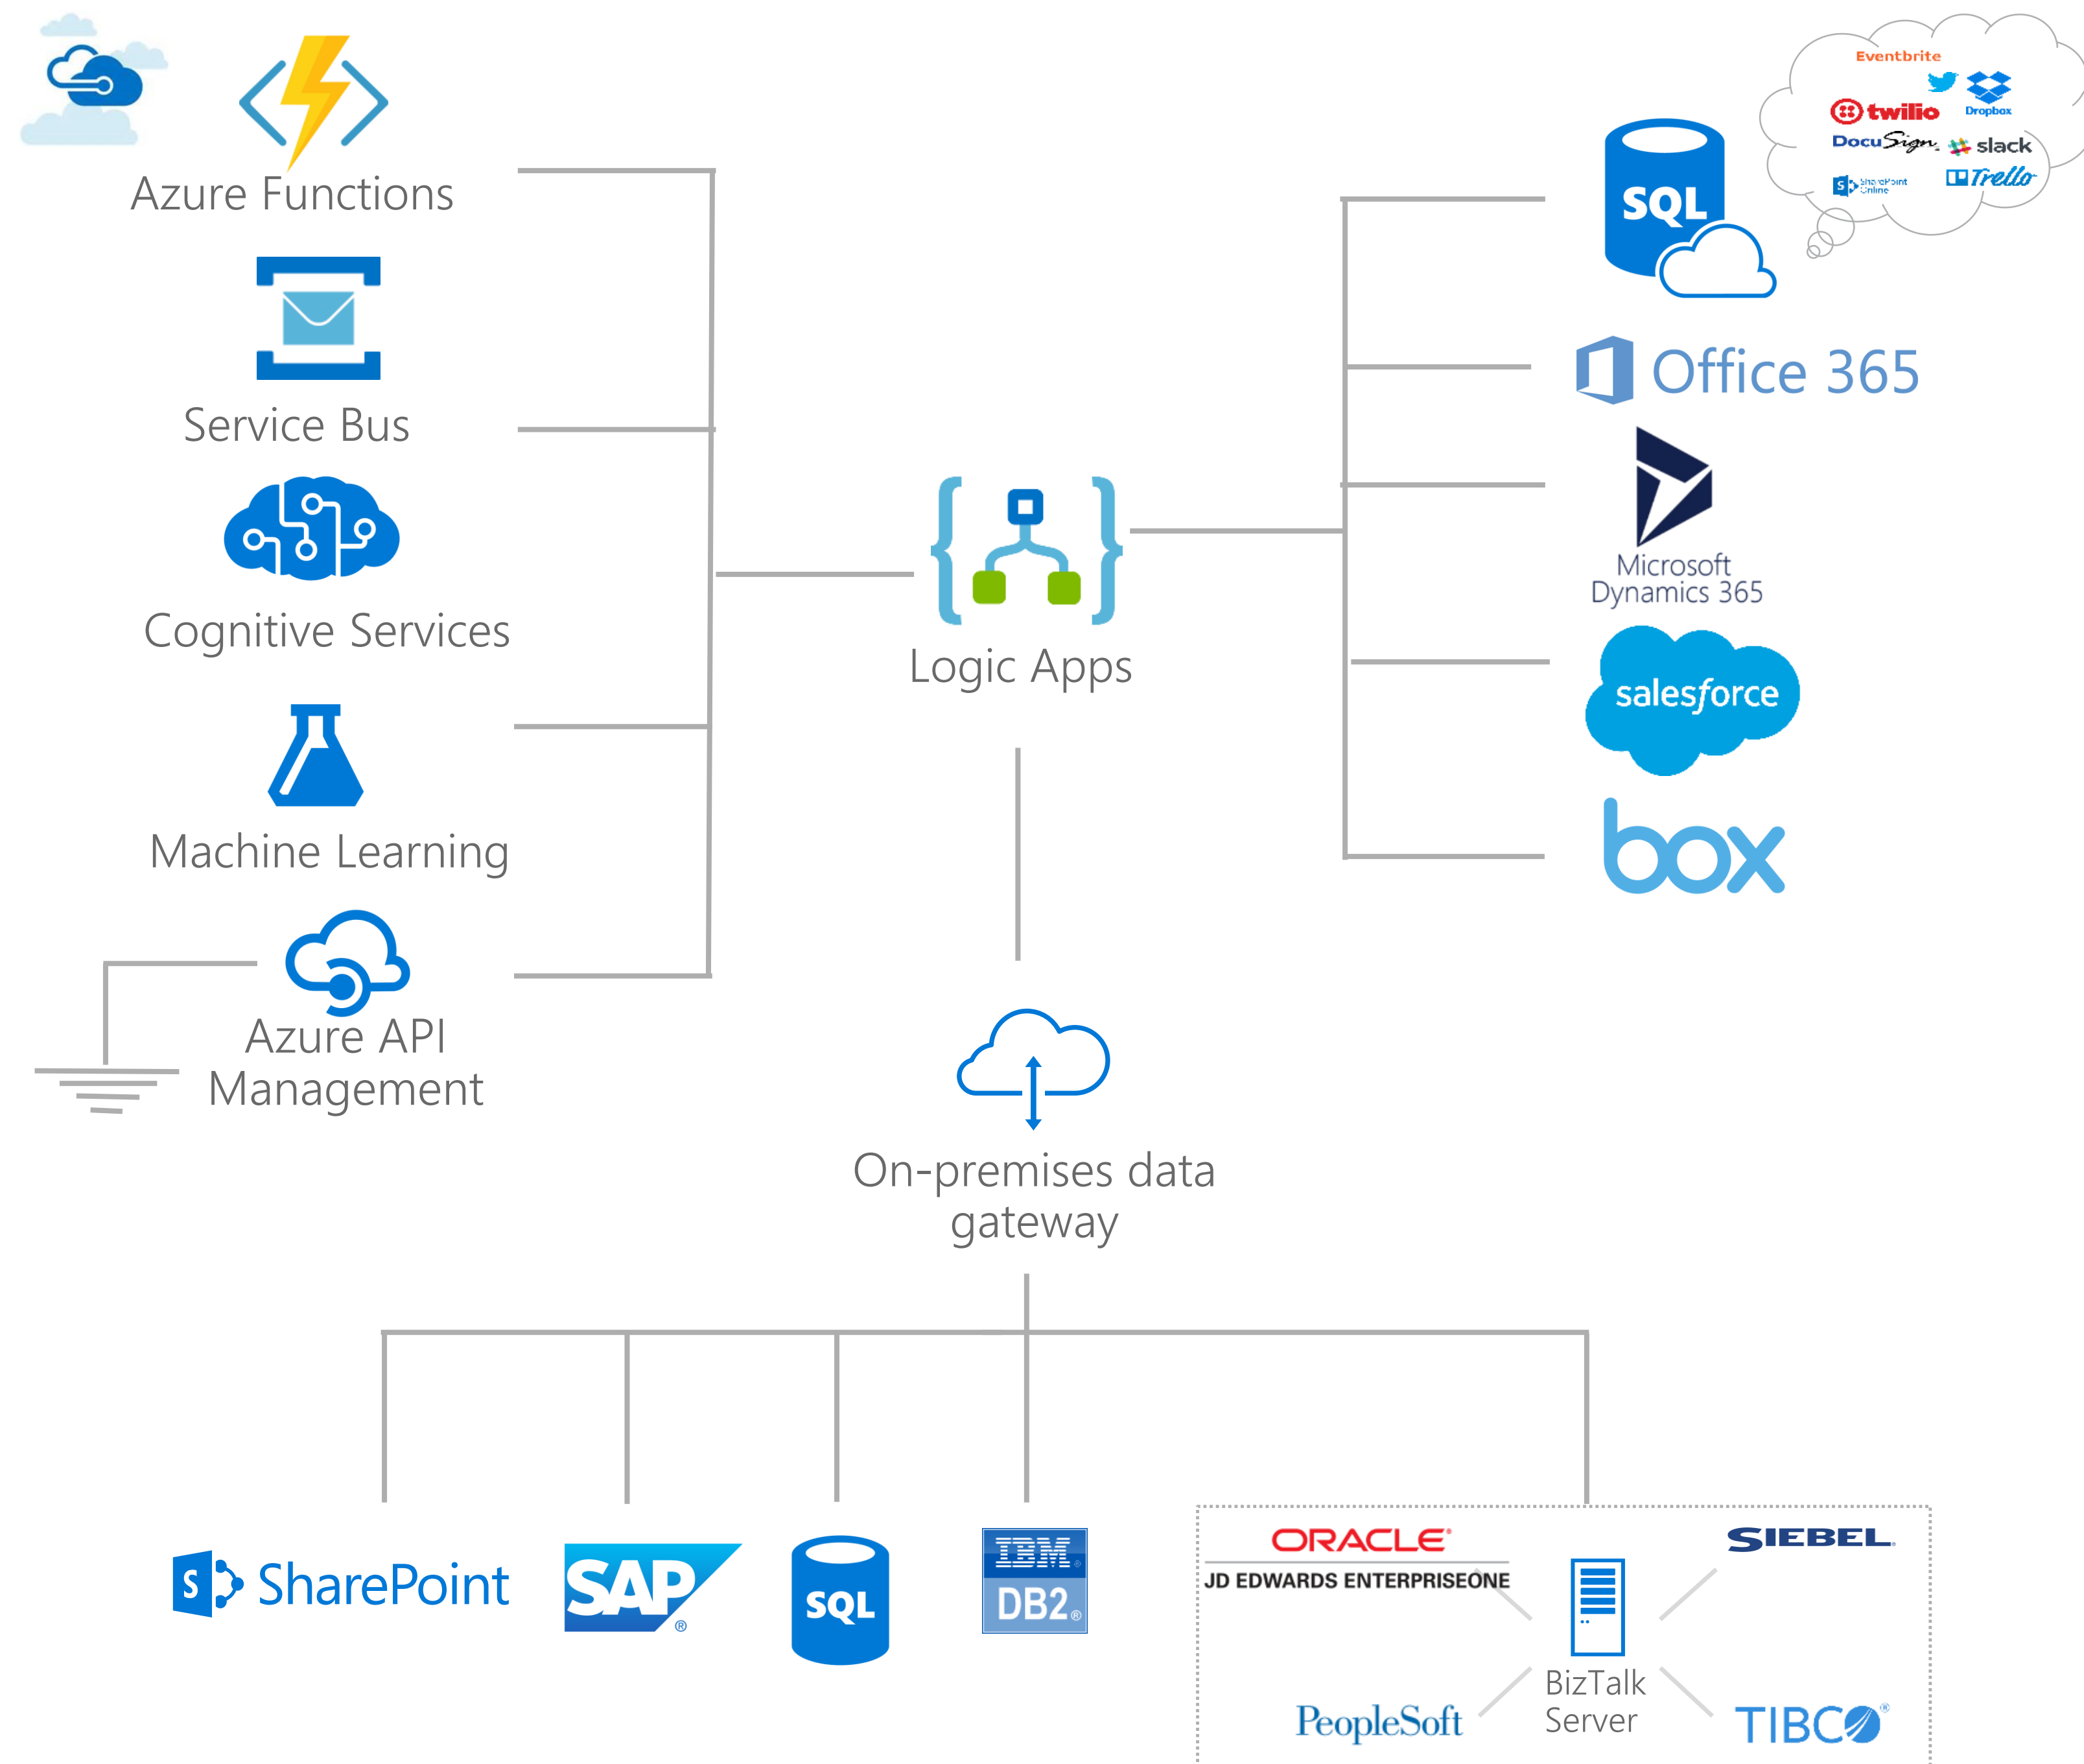 Azure Functions
Service Bus
Cognitive Services
Machine Learning
Azure API
Management
Logic Apps
On-premises data
gateway
Eventbrite
Dropbox
twilio
DocuSign
slack
S
SharePoint
Online
Trello
SQL
Office 365
Microsoft
Dynamics 365
salesforce
box
S
SharePoint
SAP®
SQL
IBM®
DB2®
ORACLE®
JD EDWARDS ENTERPRISEONE
SIEBEL
BizTalk
Server
PeopleSoft
TIBCO®